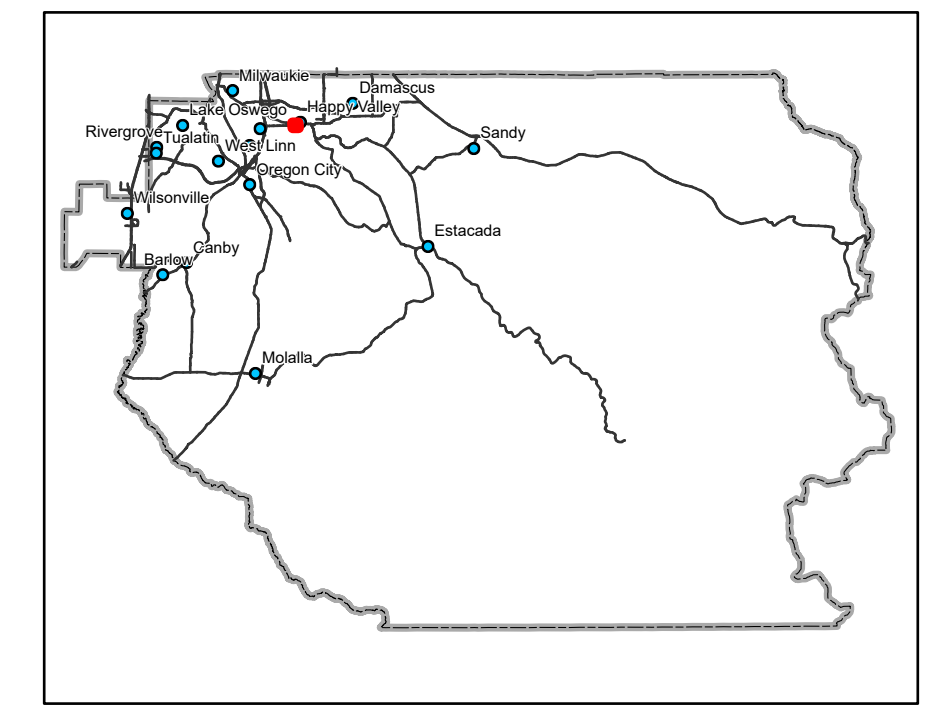 Milwaukie
Damascus
Lake Oswego
Happy Valley
Rivergrove
Tualatin
West Linn
Sandy
Oregon City
Wilsonville
Estacada
Canby
Barlow
Molalla